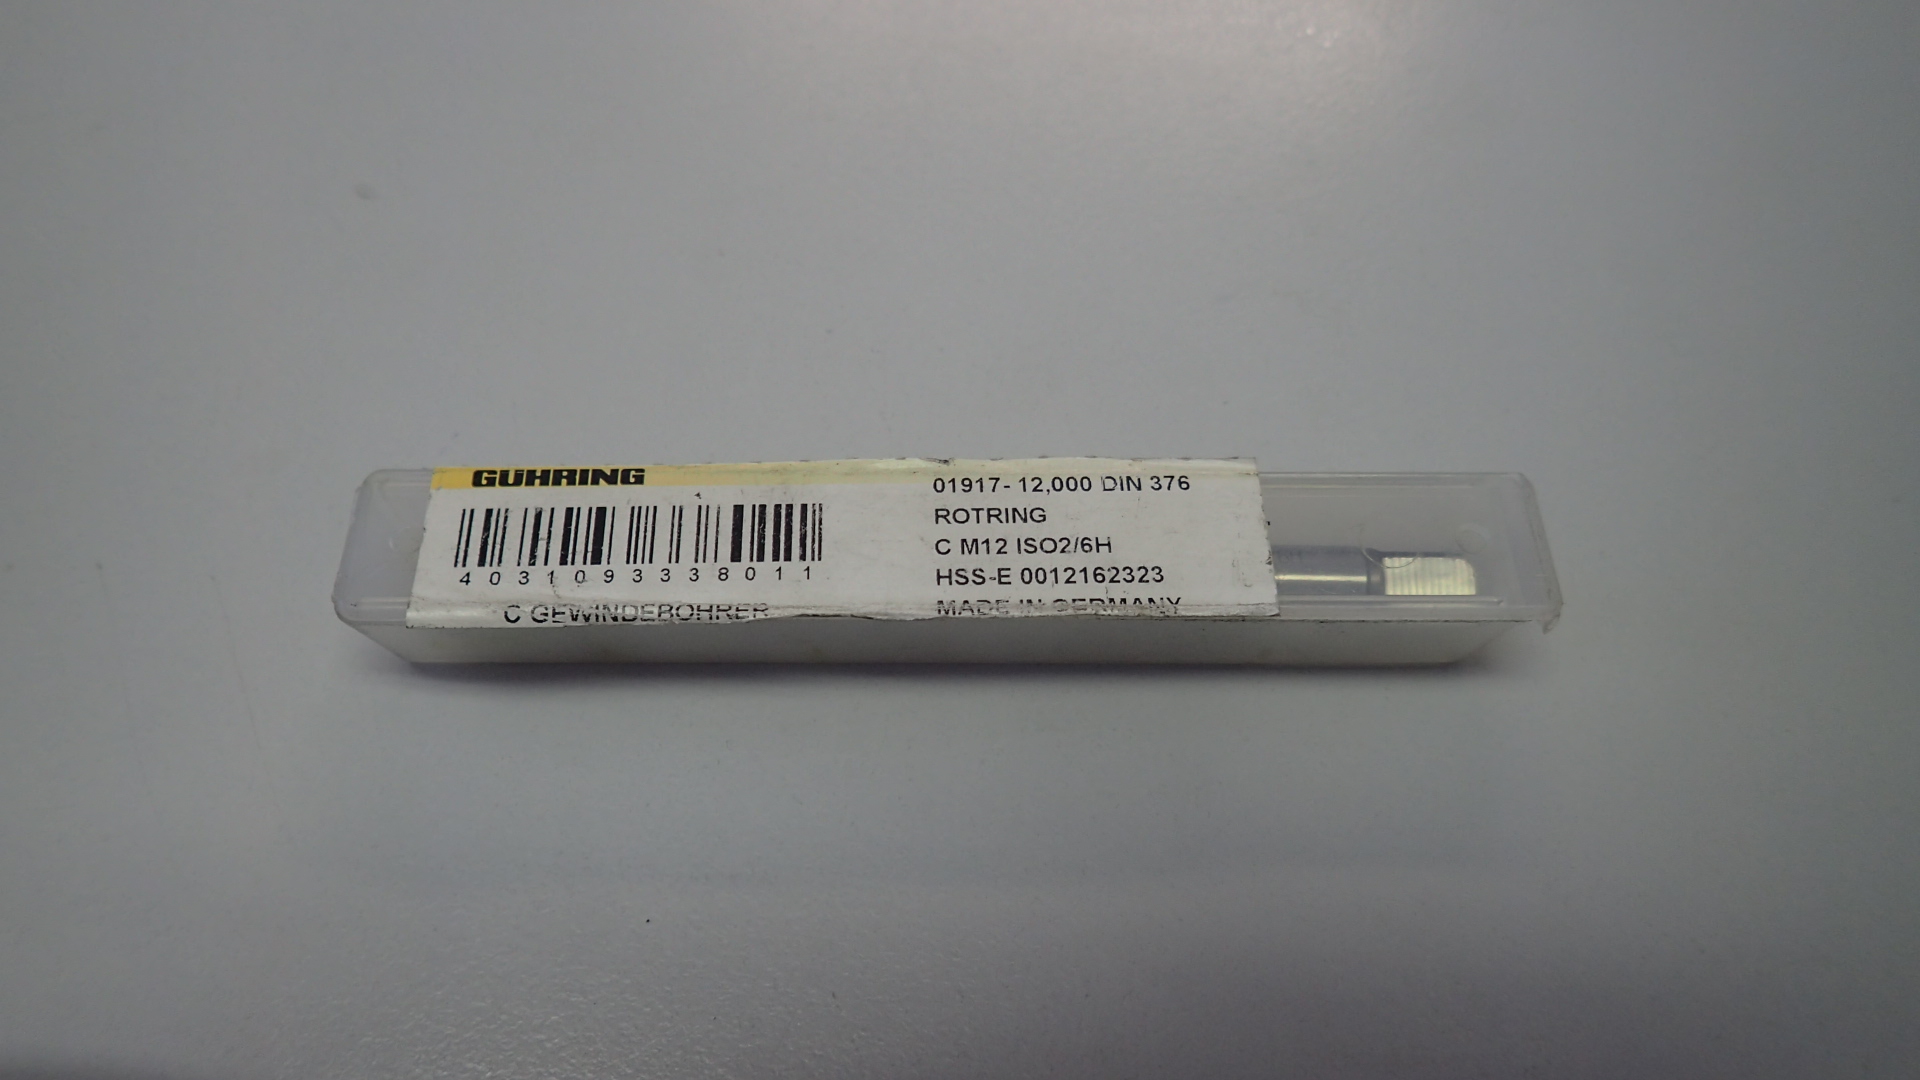 GÜHRING
4031093338011
C GEWINDEBOHRER
01917- 12,000 DIN 376
ROTRING
C M12 ISO2/6H
HSS-E 0012162323
MADE IN GERMANY